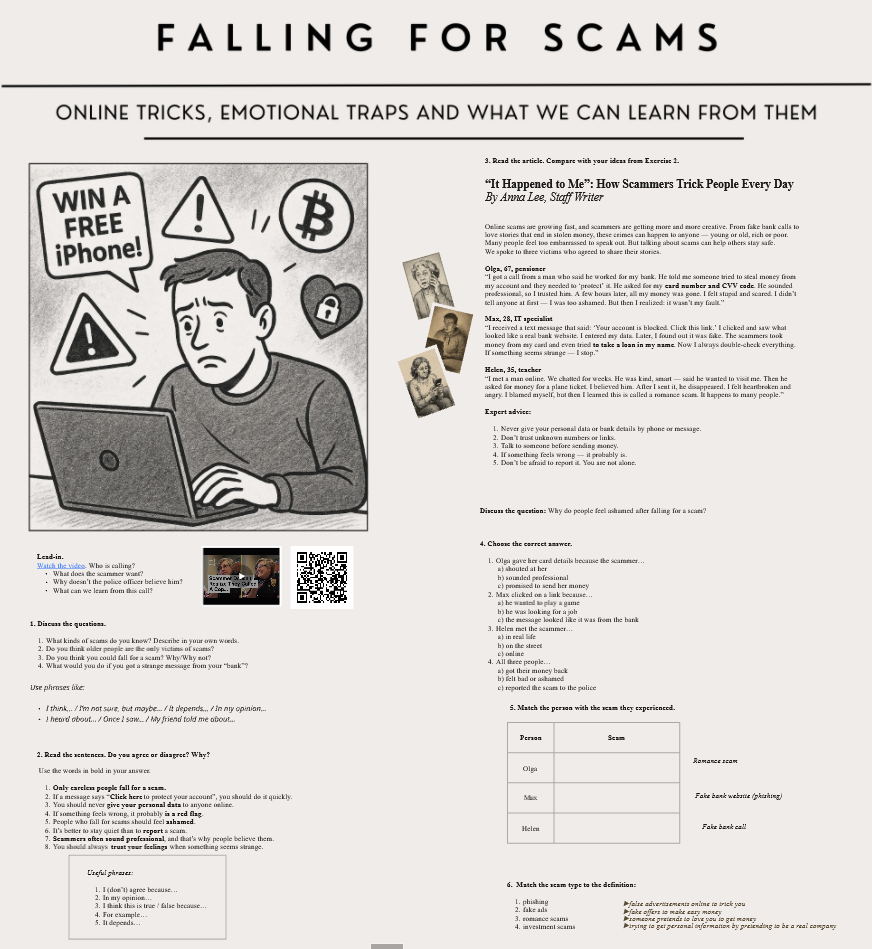 FALLING FOR SCAMS
ONLINE TRICKS, EMOTIONAL TRAPS AND WHAT WE CAN LEARN FROM THEM
WIN A
FREE
iPhone!
Lead-in.
Watch the video. Who is calling?
• What does the scammer want?
• Why doesn't the police officer believe him?
• What can we learn from this call?
Scammer
Realize They Called
A Cop...
1. Discuss the questions.
1. What kinds of scams do you know? Describe in your own words.
2. Do you think older people are the only victims of scams?
3. Do you think you could fall for a scam? Why/Why not?
4. What would you do if you got a strange message from your “bank”?
Use phrases like:
• I think... / I'm not sure, but maybe... / It depends... / In my opinion...
• I heard about... / Once I saw... / My friend told me about...
2. Read the sentences. Do you agree or disagree? Why?
Use the words in bold in your answer.
1. Only careless people fall for a scam.
2. If a message says “Click here to protect your account”, you should do it quickly.
3. You should never give your personal data to anyone online.
4. If something feels wrong, it probably is a red flag.
5. People who fall for scams should feel ashamed.
6. It's better to stay quiet than to report a scam.
7. Scammers often sound professional, and that's why people believe them.
8. You should always trust your feelings when something seems strange.
Useful phrases:
1. I (don't) agree because…
2. In my opinion…
3. I think this is true / false because…
4. For example…
5. It depends…
3. Read the article. Compare with your ideas from Exercise 2.
“It Happened to Me”: How Scammers Trick People Every Day
By Anna Lee, Staff Writer
Online scams are growing fast, and scammers are getting more and more creative. From fake bank calls to
love stories that end in stolen money, these crimes can happen to anyone — young or old, rich or poor.
Many people feel too embarrassed to speak out. But talking about scams can help others stay safe.
We spoke to three victims who agreed to share their stories.
Olga, 67, pensioner
“I got a call from a man who said he worked for my bank. He told me someone tried to steal money from
my account and they needed to ‘protect’ it. He asked for my card number and CVV code. He sounded
professional, so I trusted him. A few hours later, all my money was gone. I felt stupid and scared. I didn't
tell anyone at first — I was too ashamed. But then I realized: it wasn't my fault.”
Max, 28, IT specialist
“I received a text message that said: ‘Your account is blocked. Click this link.’ I clicked and saw what
looked like a real bank website. I entered my data. Later, I found out it was fake. The scammers took
money from my card and even tried to take a loan in my name. Now I always double-check everything.
If something seems strange — I stop.”
Helen, 35, teacher
“I met a man online. We chatted for weeks. He was kind, smart — said he wanted to visit me. Then he
asked for money for a plane ticket. I believed him. After I sent it, he disappeared. I felt heartbroken and
angry. I blamed myself, but then I learned this is called a romance scam. It happens to many people.”
Expert advice:
1. Never give your personal data or bank details by phone or message.
2. Don't trust unknown numbers or links.
3. Talk to someone before sending money.
4. If something feels wrong — it probably is.
5. Don't be afraid to report it. You are not alone.
Discuss the question: Why do people feel ashamed after falling for a scam?
4. Choose the correct answer.
1. Olga gave her card details because the scammer…
a) shouted at her
b) sounded professional
c) promised to send her money
2. Max clicked on a link because…
a) he wanted to play a game
b) he was looking for a job
c) the message looked like it was from the bank
3. Helen met the scammer…
a) in real life
b) on the street
c) online
4. All three people…
a) got their money back
b) felt bad or ashamed
c) reported the scam to the police
5. Match the person with the scam they experienced.
Person Scam
Olga
Max
Helen
Romance scam
Fake bank website (phishing)
Fake bank call
6. Match the scam type to the definition:
1. phishing
2. fake ads
3. romance scams
4. investment scams
▶false advertisements online to trick you
▶fake offers to make easy money
▶someone pretends to love you to get money
▶trying to get personal information by pretending to be a real company